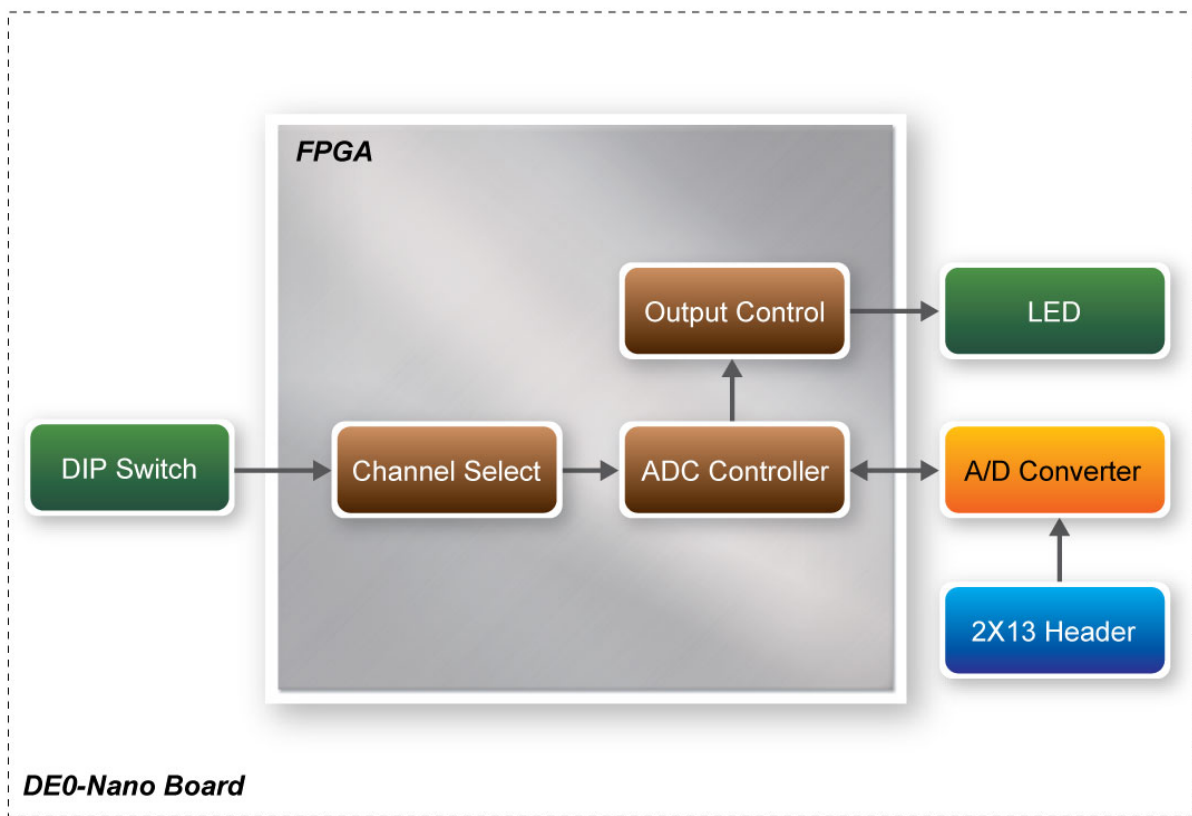 FPGA
Output Control
LED
DIP Switch
Channel Select
ADC Controller
A/D Converter
2X13 Header
DE0-Nano Board